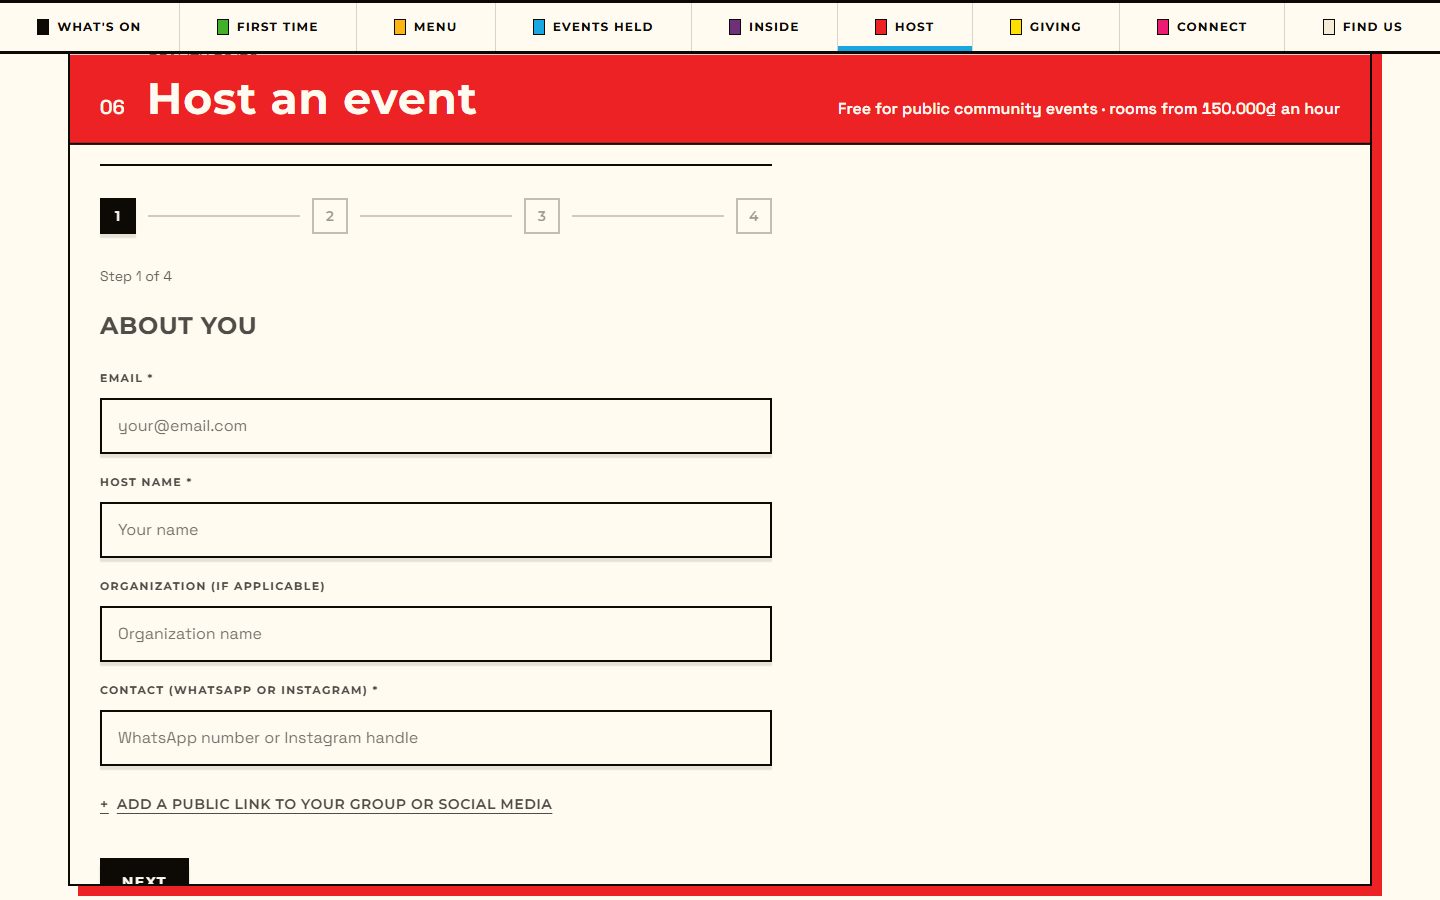 WHAT'S ON
FIRST TIME
MENU
EVENTS HELD
INSIDE
HOST
GIVING
CONNECT
FIND US
06 Host an event
Free for public community events · rooms from 150.000₫ an hour
1 2 3 4
Step 1 of 4
ABOUT YOU
EMAIL *
your@email.com
HOST NAME *
Your name
ORGANIZATION (IF APPLICABLE)
Organization name
CONTACT (WHATSAPP OR INSTAGRAM) *
WhatsApp number or Instagram handle
+ ADD A PUBLIC LINK TO YOUR GROUP OR SOCIAL MEDIA
NEXT